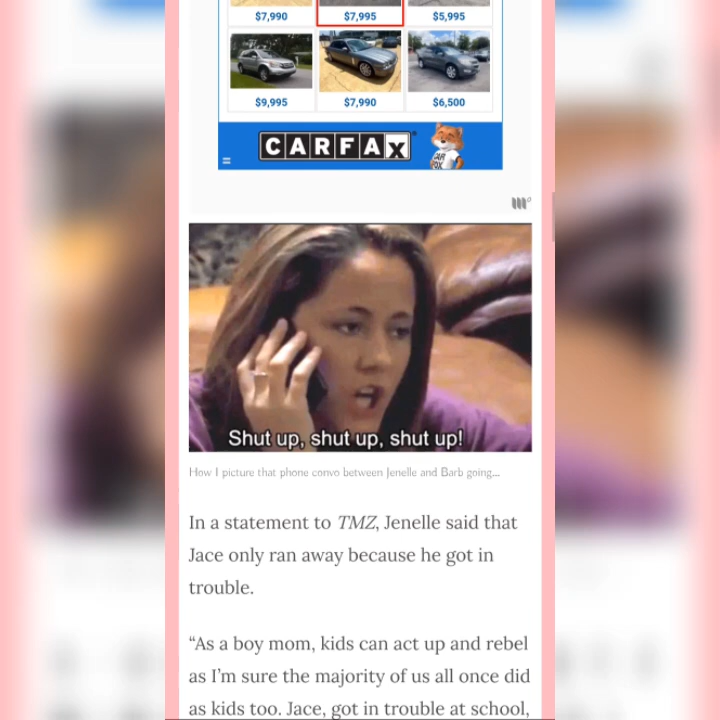 $7,990 $7,995 $5,995
$9,995 $7,990 $6,500
CARFAX
CAR
FOX
Shut up, shut up, shut up!
How I picture that phone convo between Jenelle and Barb going...
In a statement to TMZ, Jenelle said that
Jace only ran away because he got in
trouble.
“As a boy mom, kids can act up and rebel
as I’m sure the majority of us all once did
as kids too. Jace, got in trouble at school,